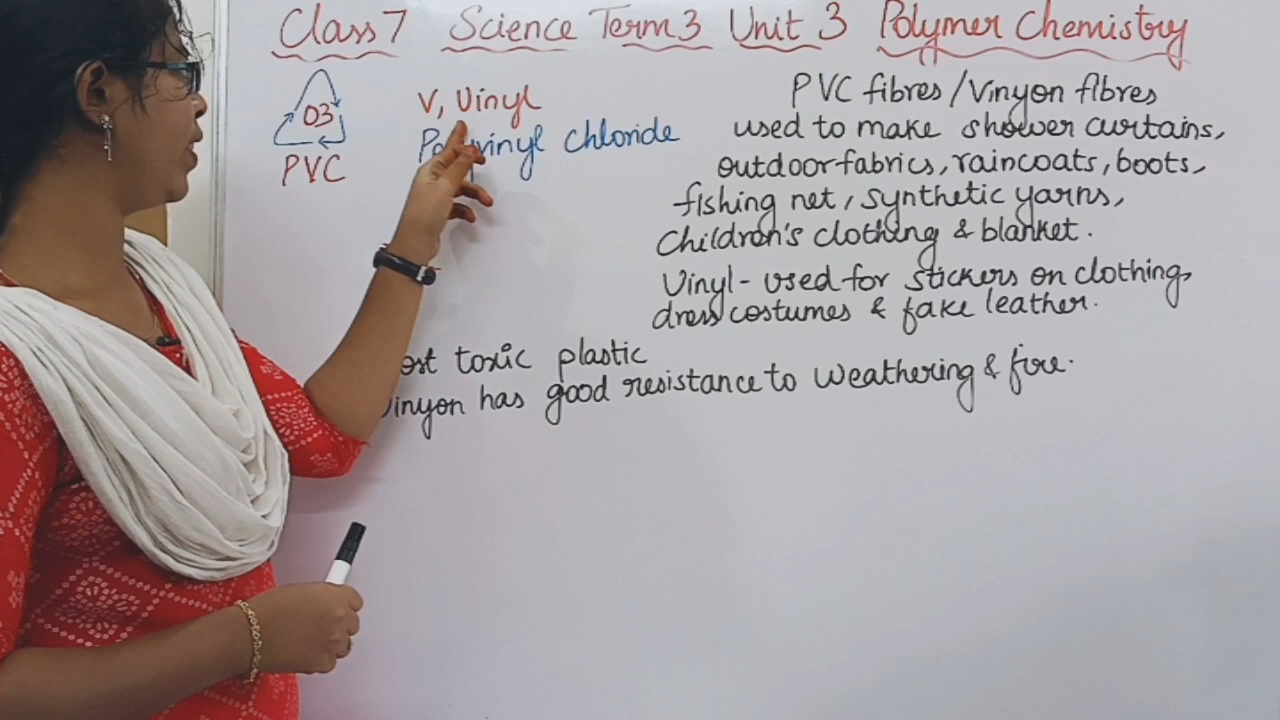 Class 7 Science Term 3 Unit 3 Polymer Chemistry
03
PVC
V, Vinyl
chloride
PVC fibres / Vinyon fibres
used to make shower curtains,
outdoor fabrics, raincoats, boots,
fishing net, synthetic yarns,
Children's clothing & blanket.
Vinyl - used for stickers on clothing,
dress costumes & fake leather.
toxic plastic
has good resistance to weathering & fire.